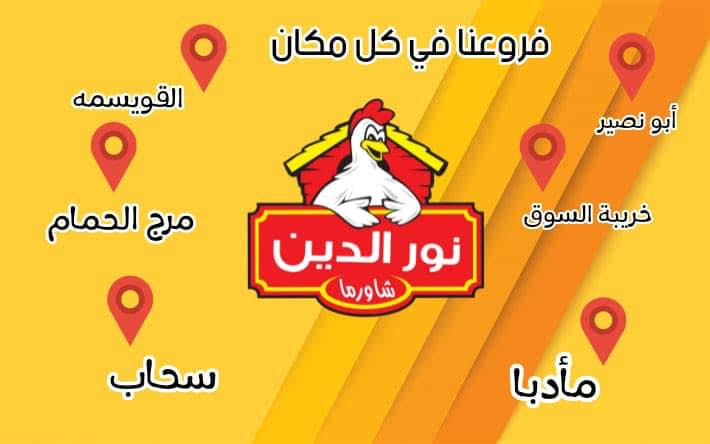 فروعنا في كل مكان
أبو نصير
القويسمه
خريبة السوق
مرج الحمام
نور الدين
شاورما
مأدبا
سحاب